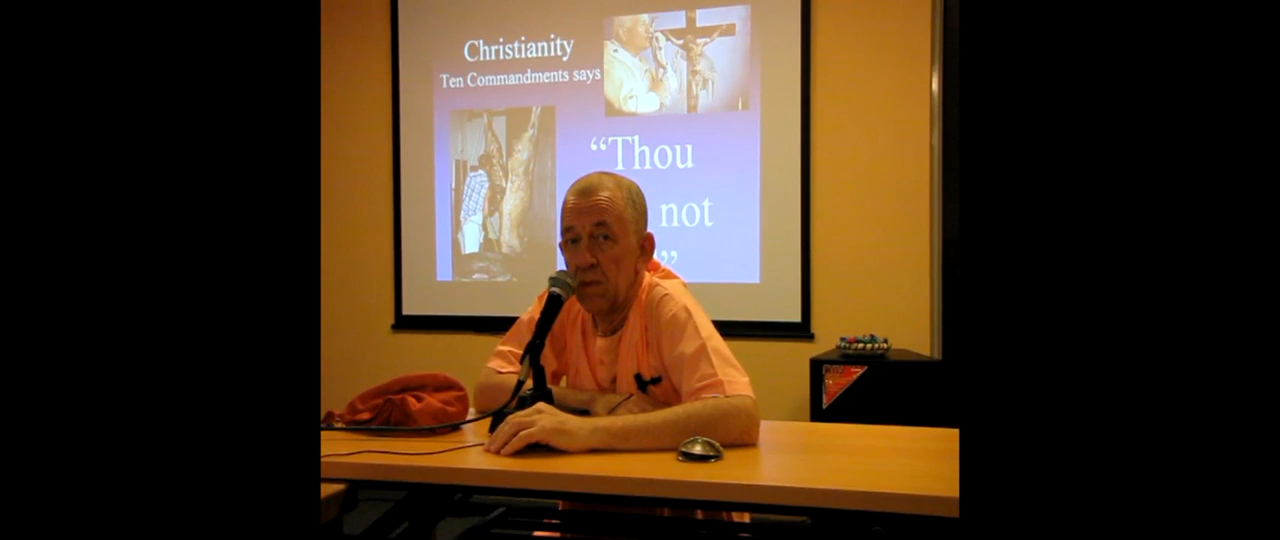 Christianity
Ten Commandments says
“Thou
not
”